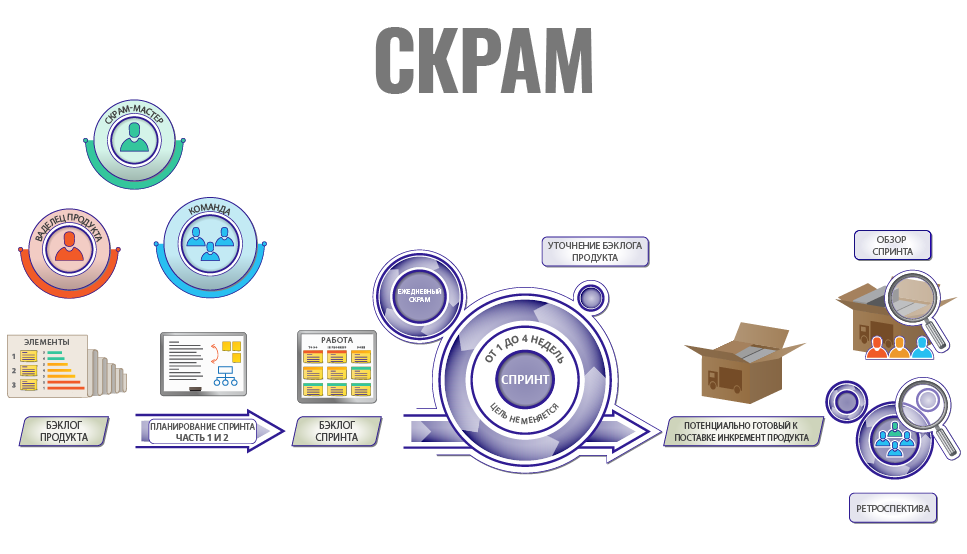 СКРАМ
СКРАМ-МАСТЕР
ВАДЕЛЕЦ ПРОДУКТА
КОМАНДА
УТОЧНЕНИЕ БЭКЛОГА
ПРОДУКТА
ОБЗОР
СПРИНТА
ЕЖЕДНЕВНЫЙ
СКРАМ
ЭЛЕМЕНТЫ
1
2
3
РАБОТА
ОТ 1 ДО 4 НЕДЕЛЬ
СПРИНТ
ЦЕЛЬ НЕ МЕНЯЕТСЯ
БЭКЛОГ
ПРОДУКТА
ПЛАНИРОВАНИЕ СПРИНТА
ЧАСТЬ 1 И 2
БЭКЛОГ
СПРИНТА
ПОТЕНЦИАЛЬНО ГОТОВЫЙ К
ПОСТАВКЕ ИНКРЕМЕНТ ПРОДУКТА
РЕТРОСПЕКТИВА